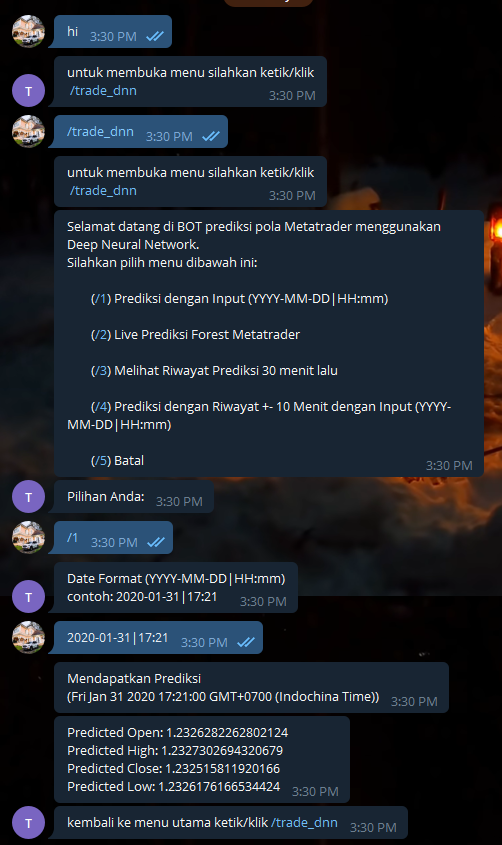 hi 3:30 PM
untuk membuka menu silahkan ketik/klik
/trade_dnn 3:30 PM
T
/trade_dnn 3:30 PM
untuk membuka menu silahkan ketik/klik
/trade_dnn 3:30 PM
Selamat datang di BOT prediksi pola Metatrader menggunakan
Deep Neural Network.
Silahkan pilih menu dibawah ini:
(/1) Prediksi dengan Input (YYYY-MM-DD|HH:mm)
(/2) Live Prediksi Forest Metatrader
(/3) Melihat Riwayat Prediksi 30 menit lalu
(/4) Prediksi dengan Riwayat +- 10 Menit dengan Input (YYYY-
MM-DD|HH:mm)
(/5) Batal
3:30 PM
T Pilihan Anda: 3:30 PM
/1 3:30 PM
Date Format (YYYY-MM-DD|HH:mm)
T contoh: 2020-01-31|17:21 3:30 PM
2020-01-31|17:21 3:30 PM
Mendapatkan Prediksi
(Fri Jan 31 2020 17:21:00 GMT+0700 (Indochina Time)) 3:30 PM
Predicted Open: 1.2326282262802124
Predicted High: 1.2327302694320679
Predicted Close: 1.232515811920166
Predicted Low: 1.2326176166534424 3:30 PM
T kembali ke menu utama ketik/klik /trade_dnn 3:30 PM